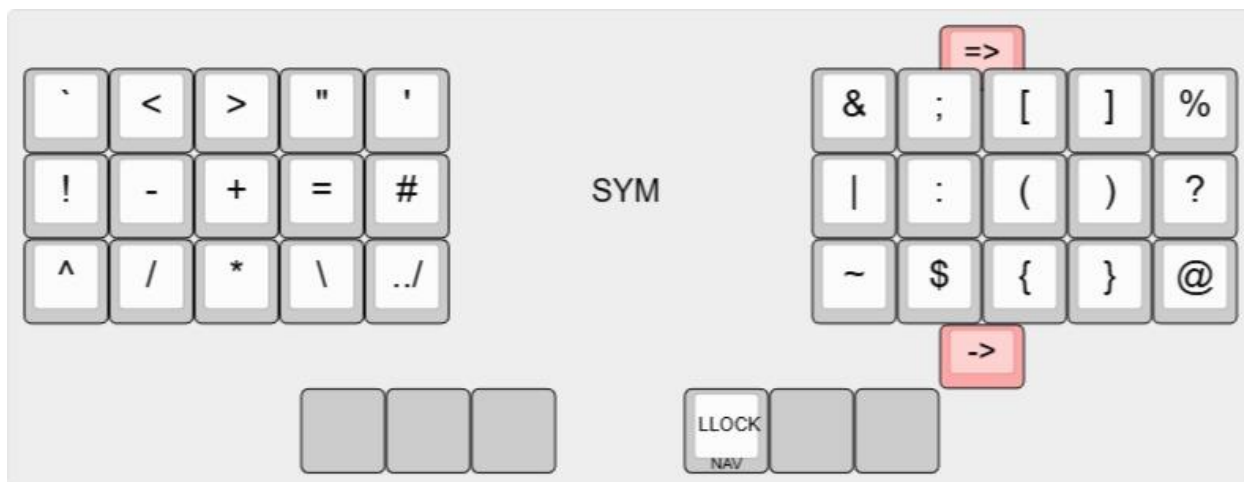 =>
` < > " ' & ; [ ] %
! - + = # SYM | : ( ) ?
^ / * \ ../ ~ $ { } @
->
LLOCK
NAV